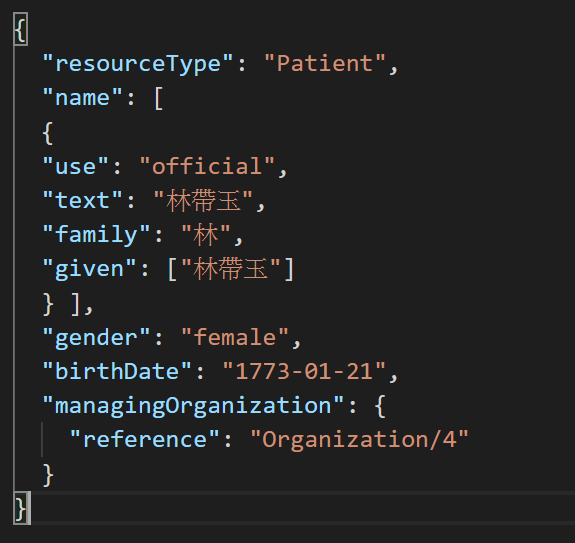 {
"resourceType": "Patient",
"name": [
{
"use": "official",
"text": "林帶玉",
"family": "林",
"given": ["林帶玉"]
} ],
"gender": "female",
"birthDate": "1773-01-21",
"managingOrganization": {
"reference": "Organization/4"
}
}